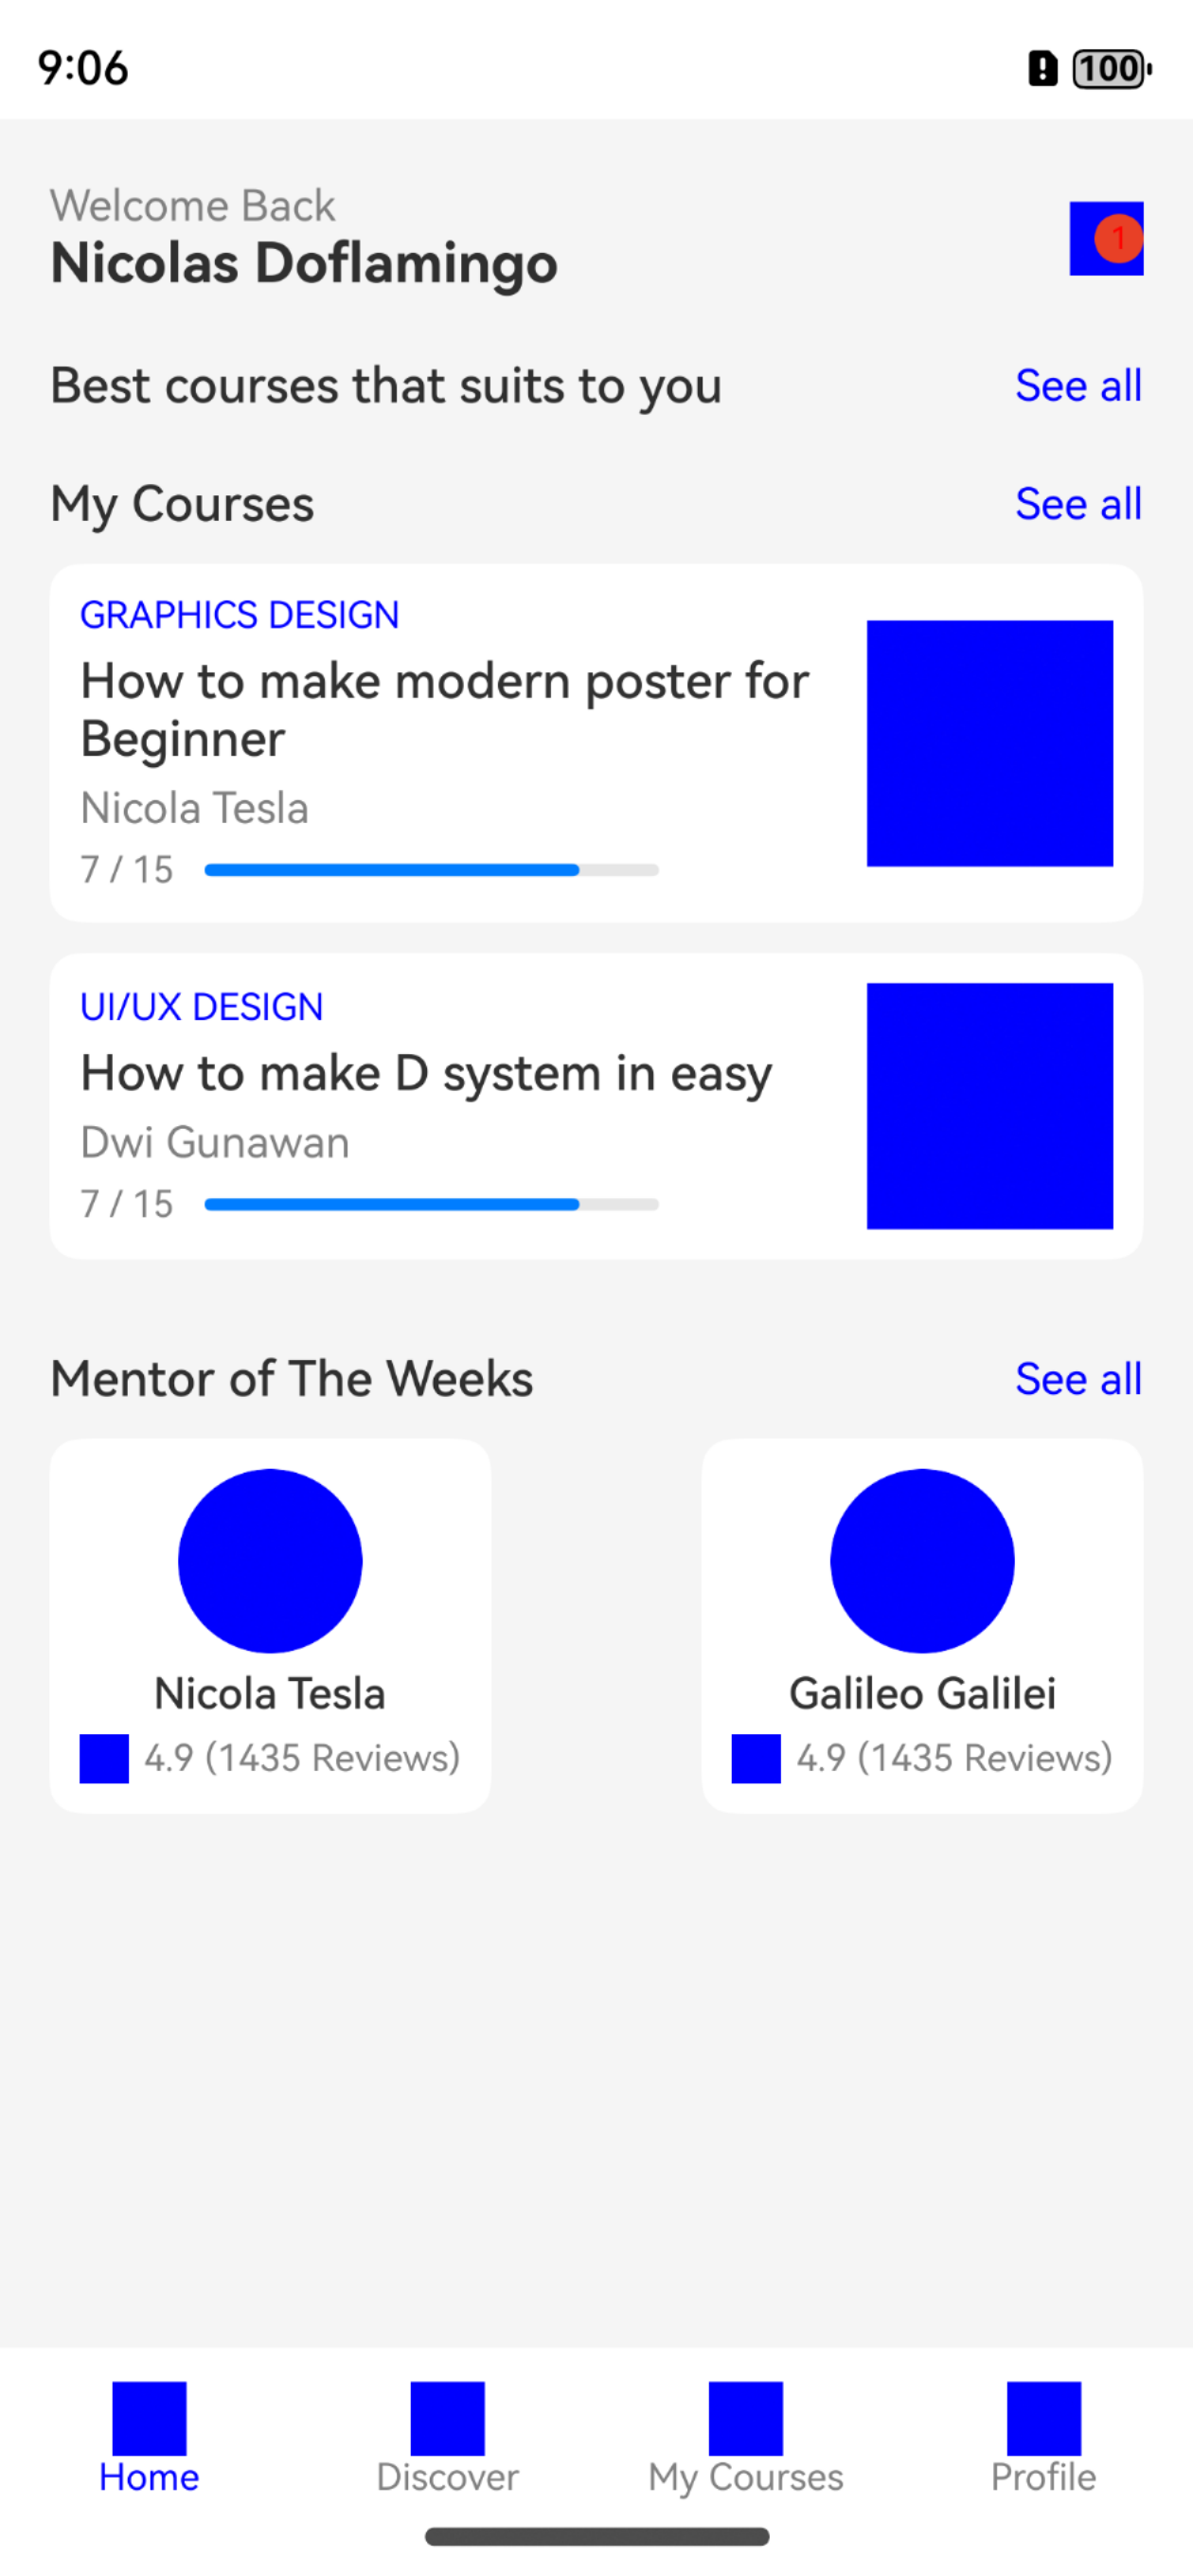 9:06
100
Welcome Back
Nicolas Doflamingo
1
Best courses that suits to you
See all
My Courses
See all
GRAPHICS DESIGN
How to make modern poster for
Beginner
Nicola Tesla
7 / 15
UI/UX DESIGN
How to make D system in easy
Dwi Gunawan
7 / 15
Mentor of The Weeks
See all
Nicola Tesla
4.9 (1435 Reviews)
Galileo Galilei
4.9 (1435 Reviews)
Home
Discover
My Courses
Profile